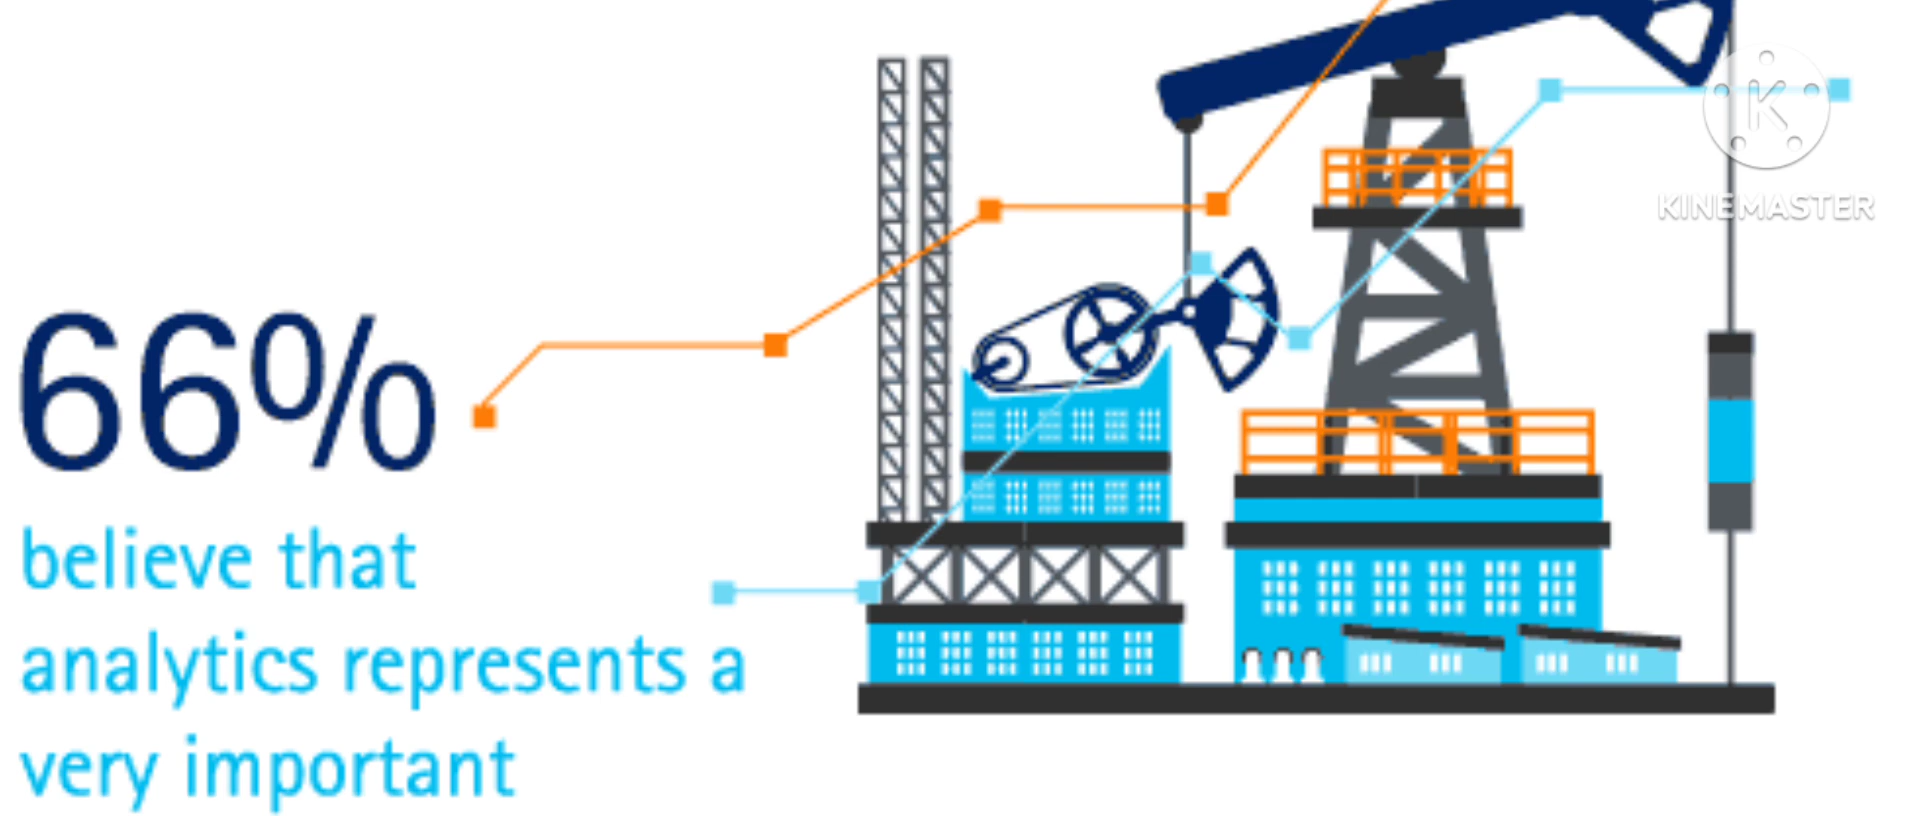 66%
believe that
analytics represents a
very important
K
KINEMASTER